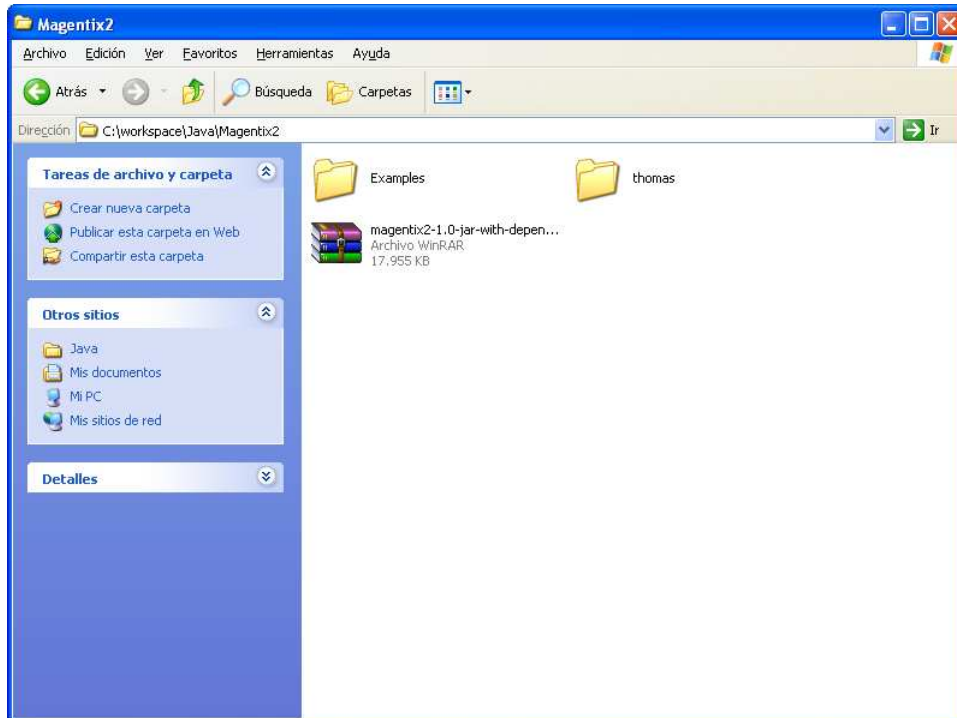 Magentix2
Archivo Edición Ver Favoritos Herramientas Ayuda
Atrás Búsqueda Carpetas
Dirección C:\workspace\Java\Magentix2 Ir
Tareas de archivo y carpeta
Crear nueva carpeta
Publicar esta carpeta en Web
Compartir esta carpeta
Otros sitios
Java
Mis documentos
Mi PC
Mis sitios de red
Detalles
Examples
thomas
magentix2-1.0-jar-with-depen...
Archivo WinRAR
17.955 KB